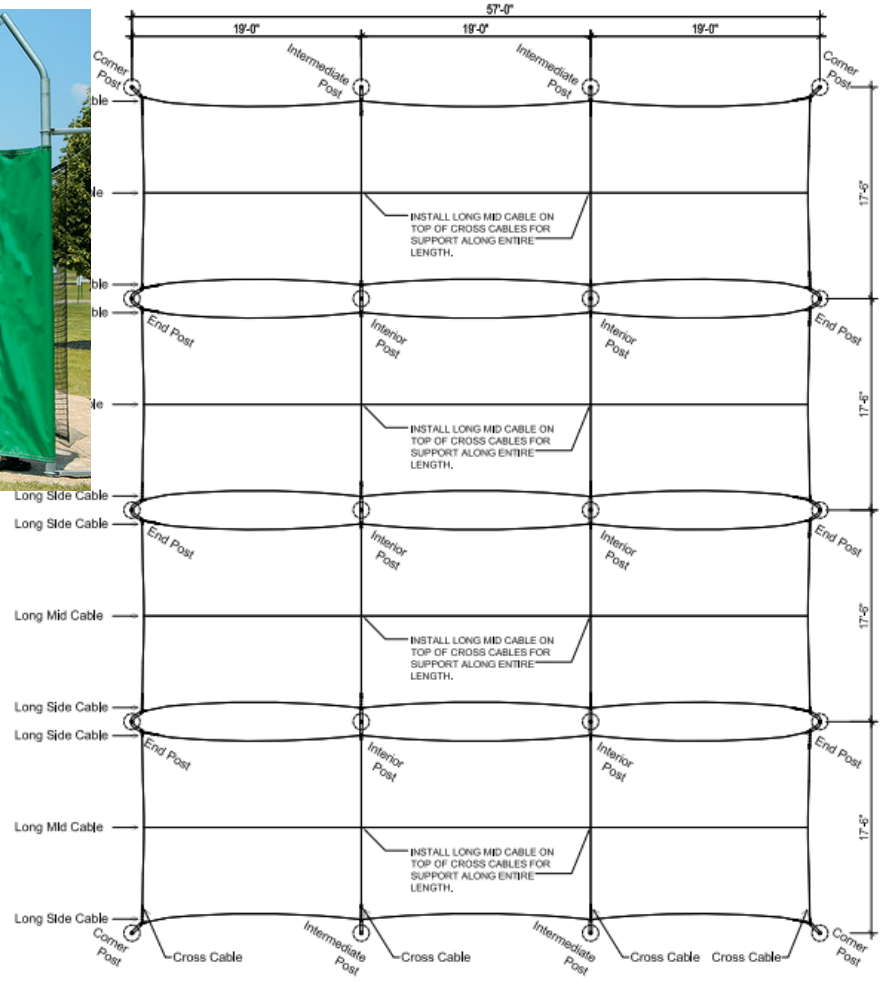 57'-0"
19'-0" 19'-0" 19'-0"
Corner
Post
Intermediate
Post
Intermediate
Post
Corner
Post
17'-6"
INSTALL LONG MID CABLE ON
TOP OF CROSS CABLES FOR
SUPPORT ALONG ENTIRE
LENGTH.
End Post
Interior
Post
Interior
Post
End Post
17'-6"
INSTALL LONG MID CABLE ON
TOP OF CROSS CABLES FOR
SUPPORT ALONG ENTIRE
LENGTH.
Long Side Cable
Long Side Cable
End Post
Interior
Post
Interior
Post
End Post
17'-6"
Long Mid Cable
INSTALL LONG MID CABLE ON
TOP OF CROSS CABLES FOR
SUPPORT ALONG ENTIRE
LENGTH.
Long Side Cable
Long Side Cable
End Post
Interior
Post
Interior
Post
End Post
17'-6"
Long Mid Cable
INSTALL LONG MID CABLE ON
TOP OF CROSS CABLES FOR
SUPPORT ALONG ENTIRE
LENGTH.
Long Side Cable
Corner
Post
Cross Cable
Intermediate
Post
Cross Cable
Intermediate
Post
Cross Cable
Cross Cable
Corner
Post